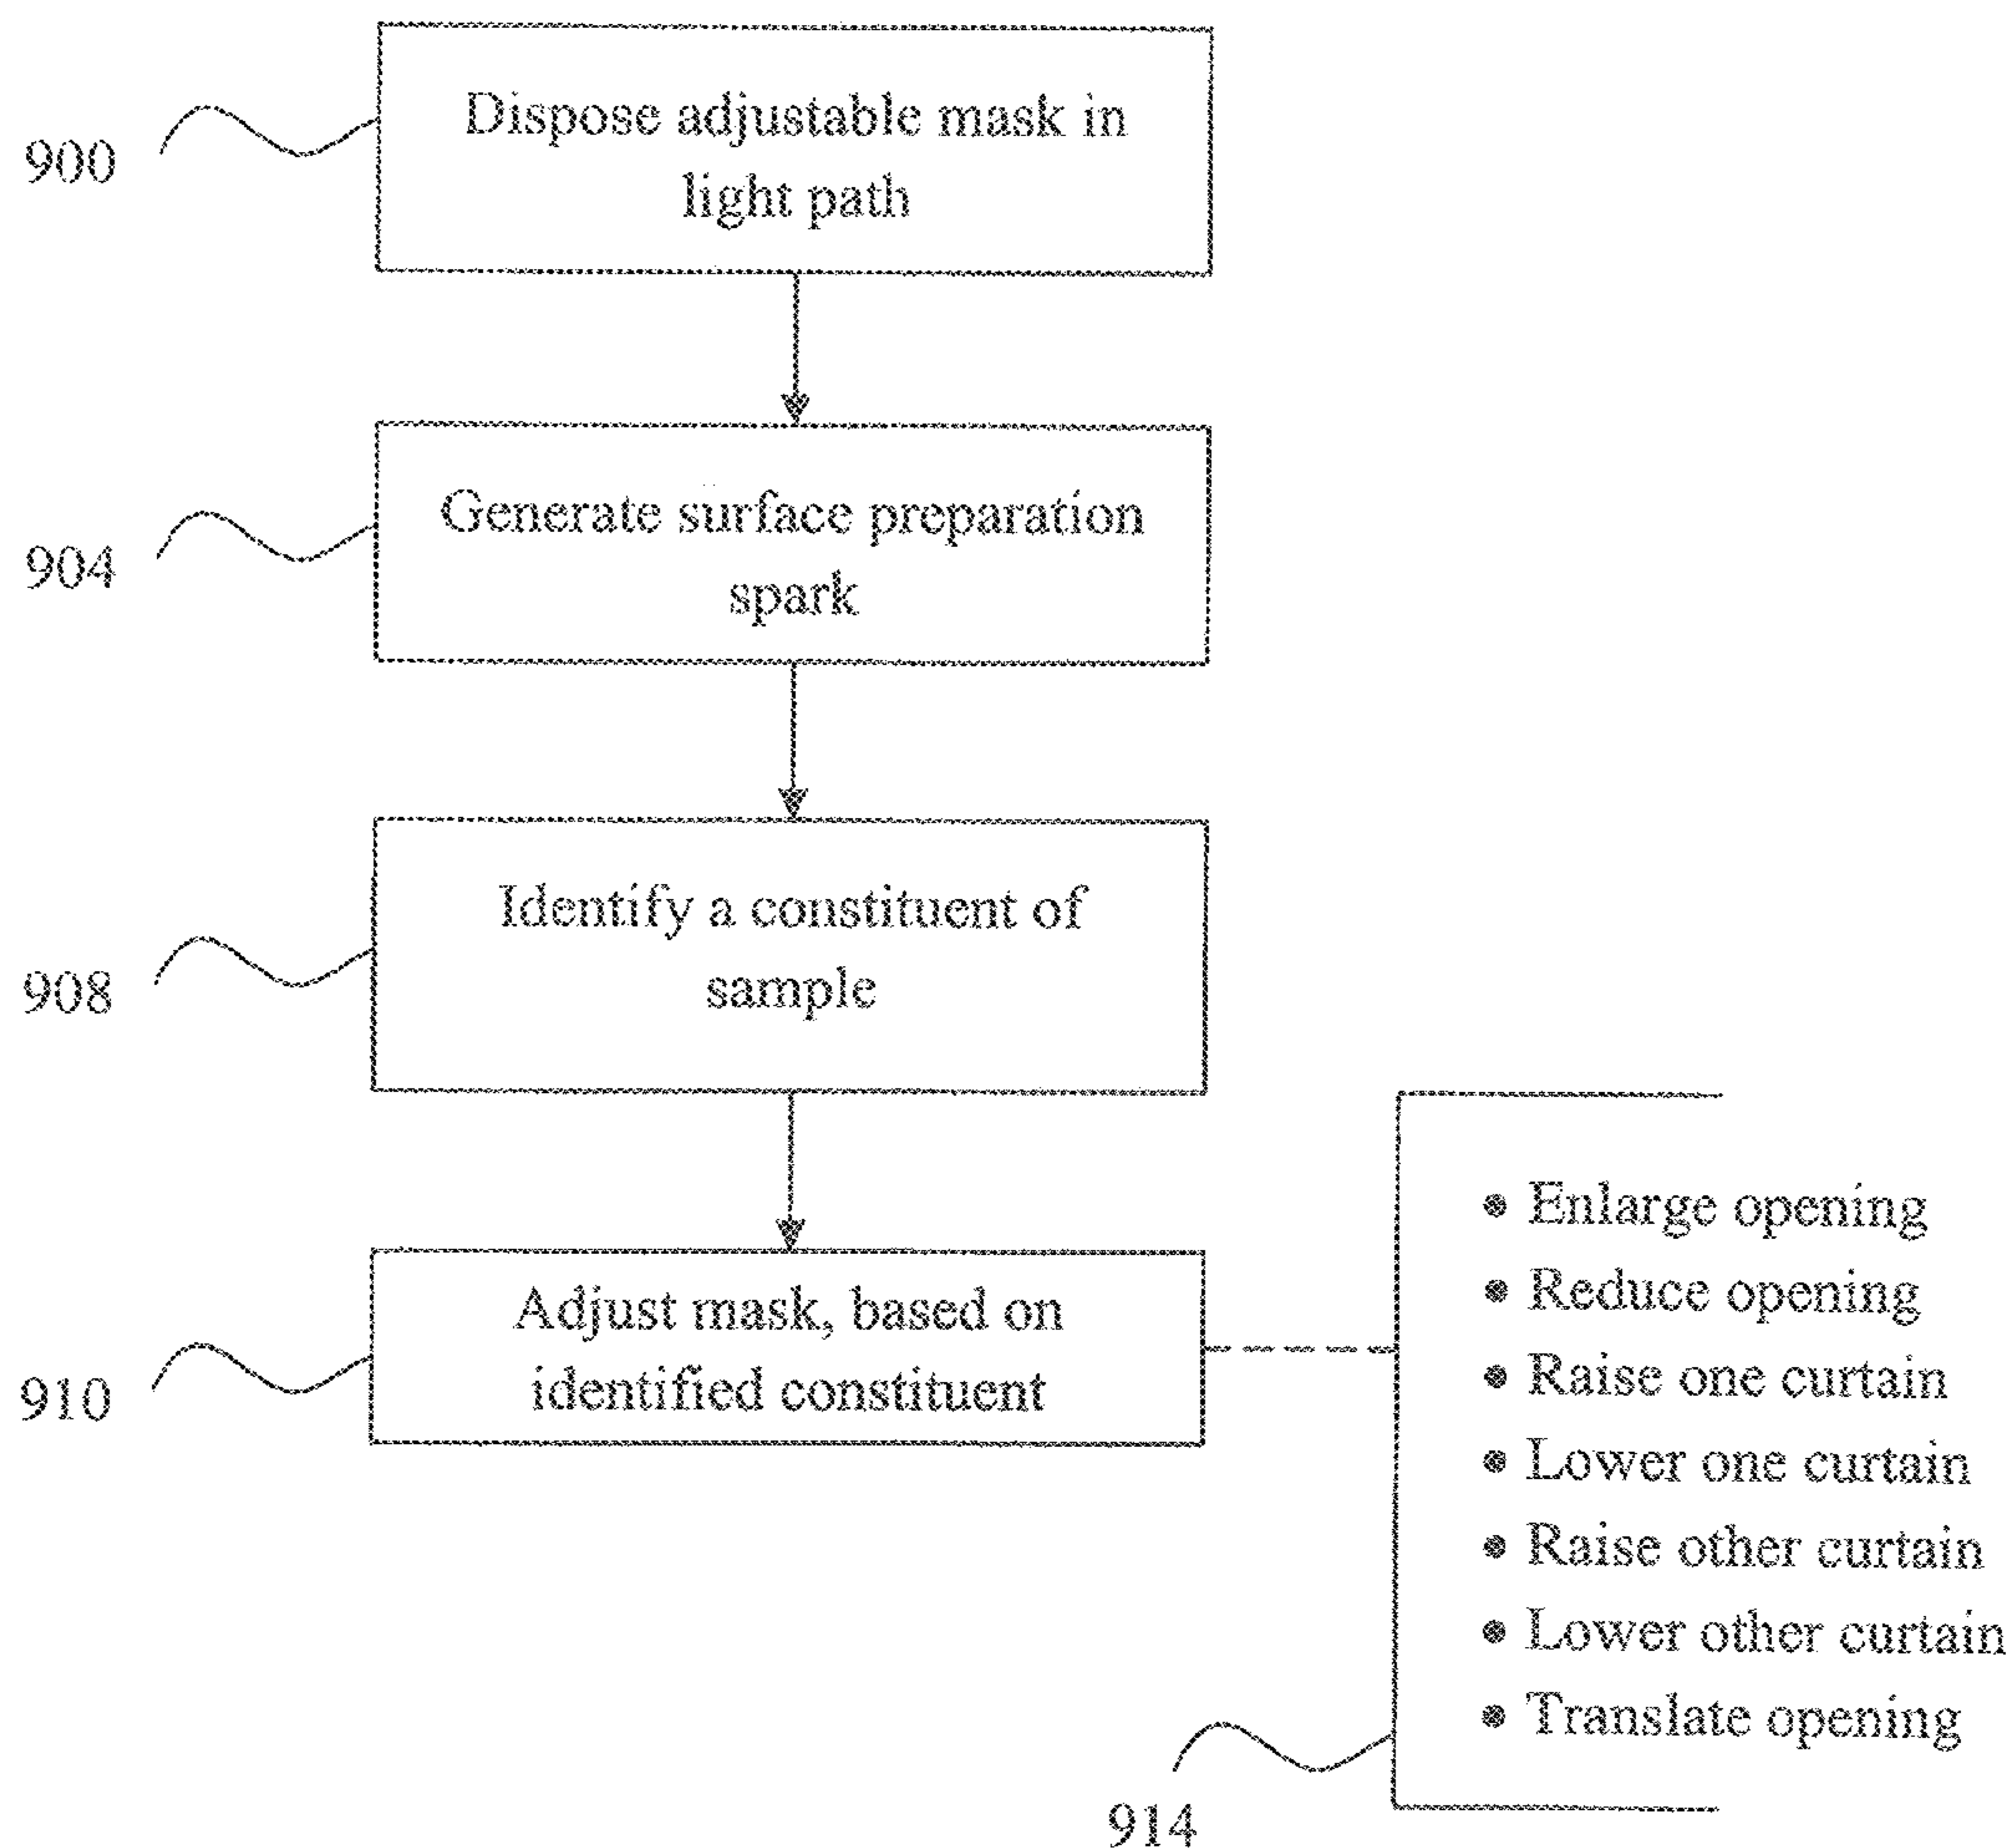 Dispose adjustable mask in
light path
900
Generate surface preparation
spark
904
Identify a constituent of
sample
908
Adjust mask, based on
identified constituent
910
• Enlarge opening
• Reduce opening
• Raise one curtain
• Lower one curtain
• Raise other curtain
• Lower other curtain
• Translate opening
914